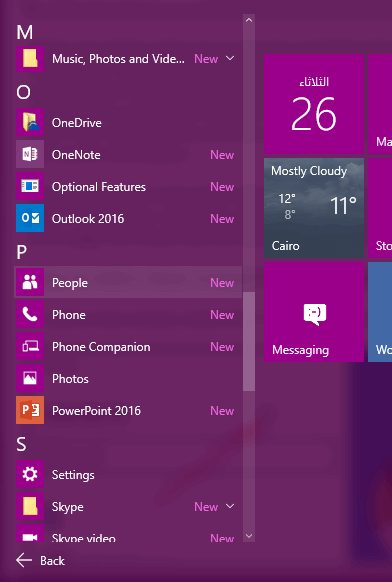 M
Music, Photos and Vide... New
O
OneDrive
OneNote New
Optional Features New
Outlook 2016 New
P
People New
Phone New
Phone Companion New
Photos
PowerPoint 2016 New
S
Settings
Skype New
Skype video
Back
الثلاثاء
26
Ma
Mostly Cloudy
12°
8°
11°
Cairo
Sto
:-)
Messaging
Wo